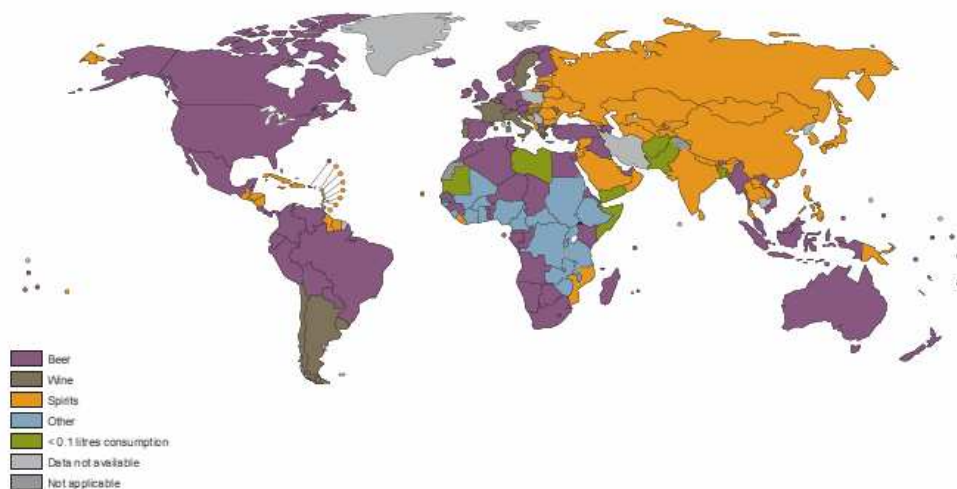 Beer
Wine
Spirits
Other
< 0.1 litres consumption
Data not available
Not applicable